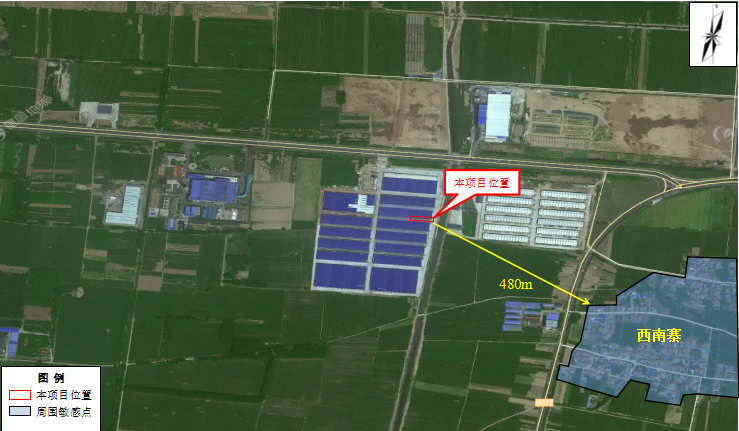 本项目位置
480m
西南寨
图 例
本项目位置
周围敏感点